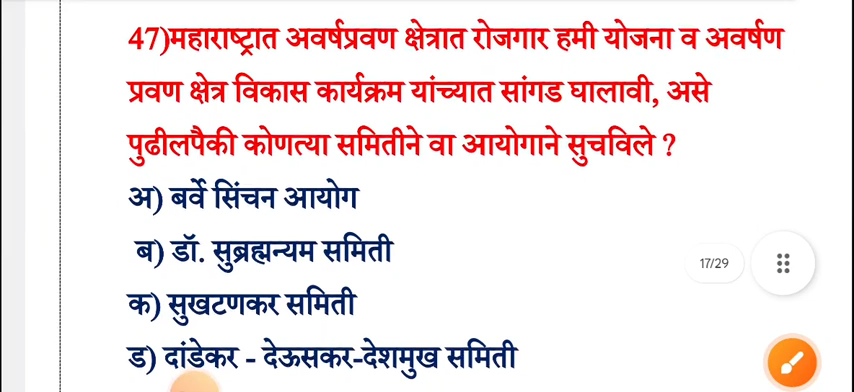 47)महाराष्ट्रात अवर्षप्रवण क्षेत्रात रोजगार हमी योजना व अवर्षण
प्रवण क्षेत्र विकास कार्यक्रम यांच्यात सांगड घालावी, असे
पुढीलपैकी कोणत्या समितीने वा आयोगाने सुचविले ?
अ) बर्वे सिंचन आयोग
ब) डॉ. सुब्रह्मन्यम समिती
17/29
क) सुखटणकर समिती
ड) दांडेकर - देऊसकर-देशमुख समिती